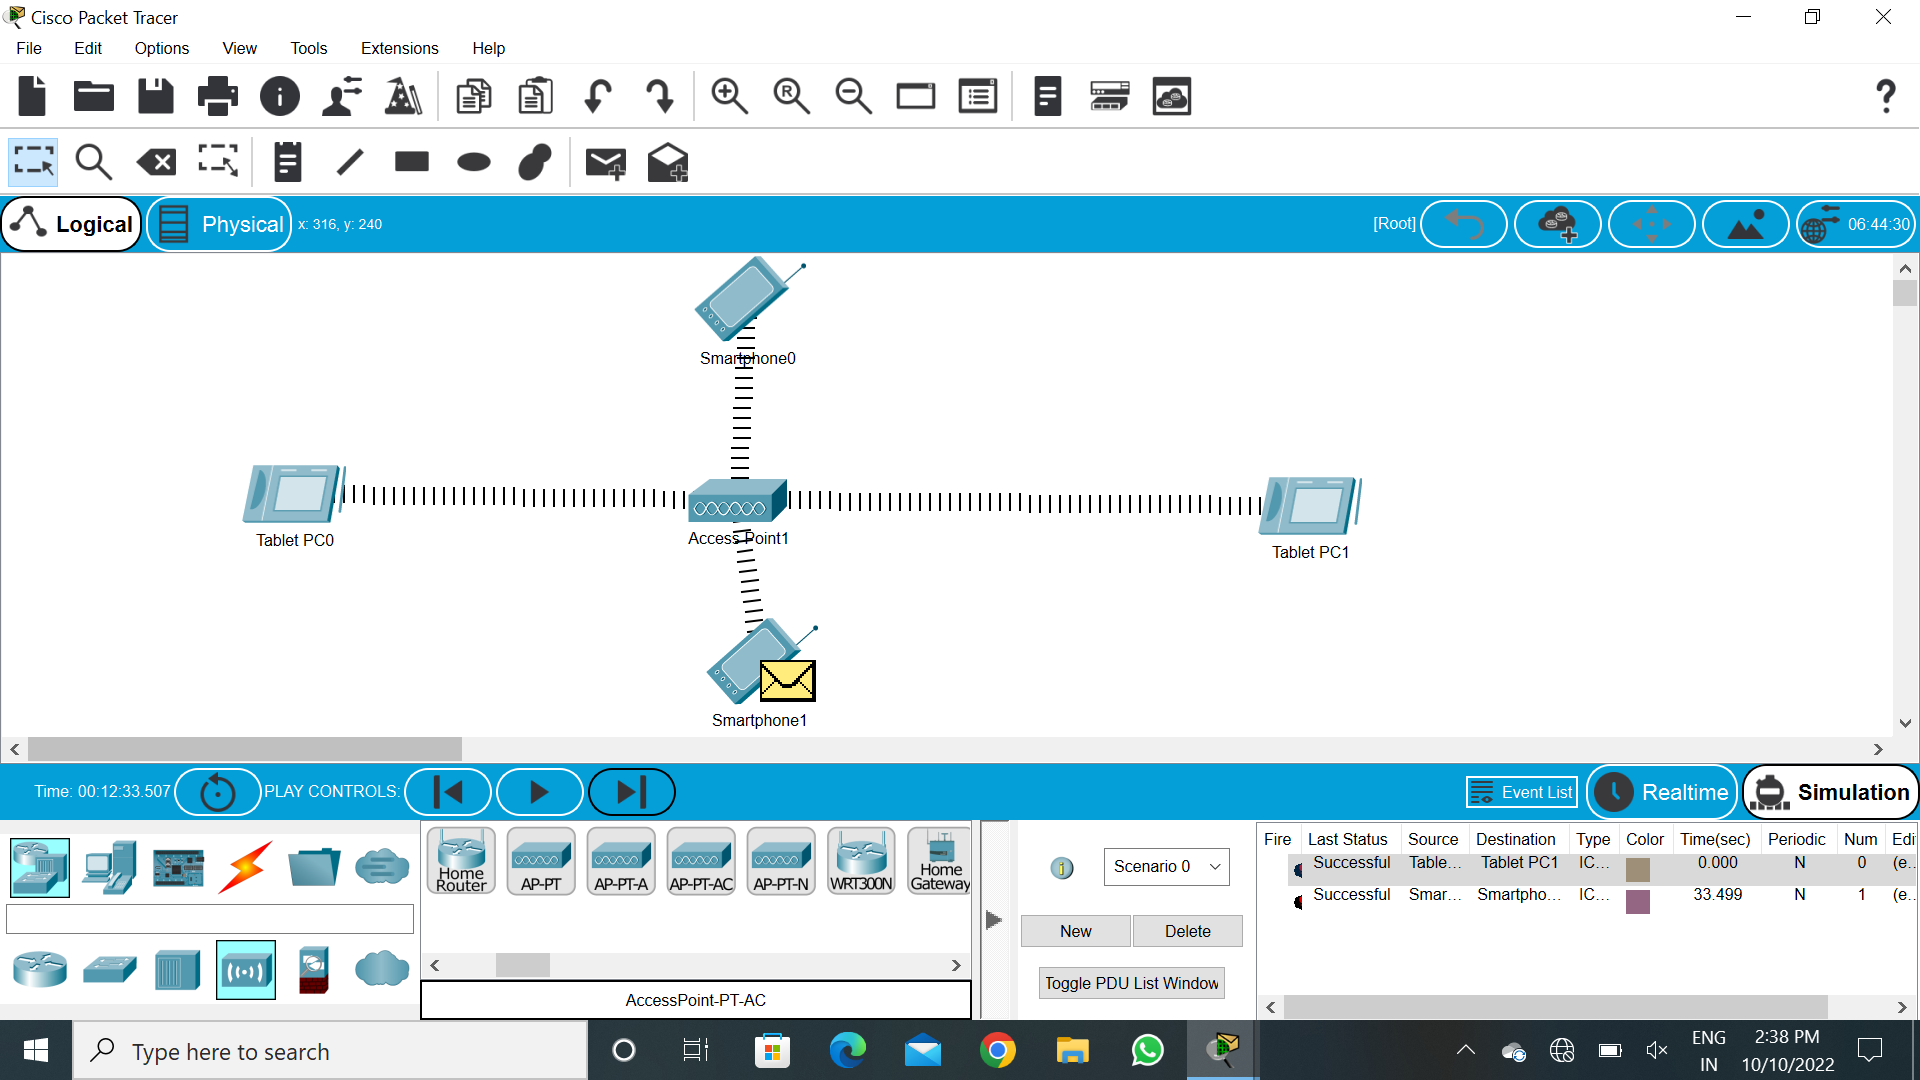 Cisco Packet Tracer
File Edit Options View Tools Extensions Help
R
?
Logical Physical x: 316, y: 240 [Root] 06:44:30
Smartphone0
Tablet PC0
Access Point1
Tablet PC1
Smartphone1
Time: 00:12:33.507 PLAY CONTROLS: Event List Realtime Simulation
Home Router
AP-PT
AP-PT-A
AP-PT-AC
AP-PT-N
WRT300N
Home Gateway
AccessPoint-PT-AC
Scenario 0
New Delete
Toggle PDU List Window
Fire Last Status Source Destination Type Color Time(sec) Periodic Num Edi
Successful Table... Tablet PC1 IC... 0.000 N 0 (e...
Successful Smar... Smartpho... IC... 33.499 N 1 (e...
Type here to search
ENG
IN
2:38 PM
10/10/2022